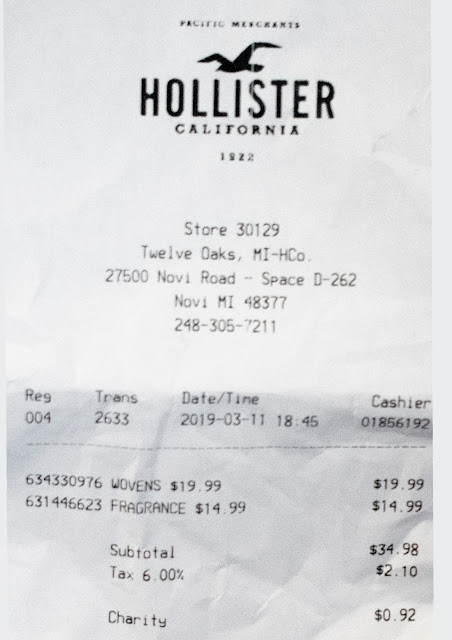 PACIFIC MERCHANTS
HOLLISTER
CALIFORNIA
1922
Store 30129
Twelve Oaks, MI-HCo.
27500 Novi Road - Space D-262
Novi MI 48377
248-305-7211
Reg Trans Date/Time Cashier
004 2633 2019-03-11 18:45 01856192
634330976 WOVENS $19.99 $19.99
631446623 FRAGRANCE $14.99 $14.99
Subtotal $34.98
Tax 6.00% $2.10
Charity $0.92